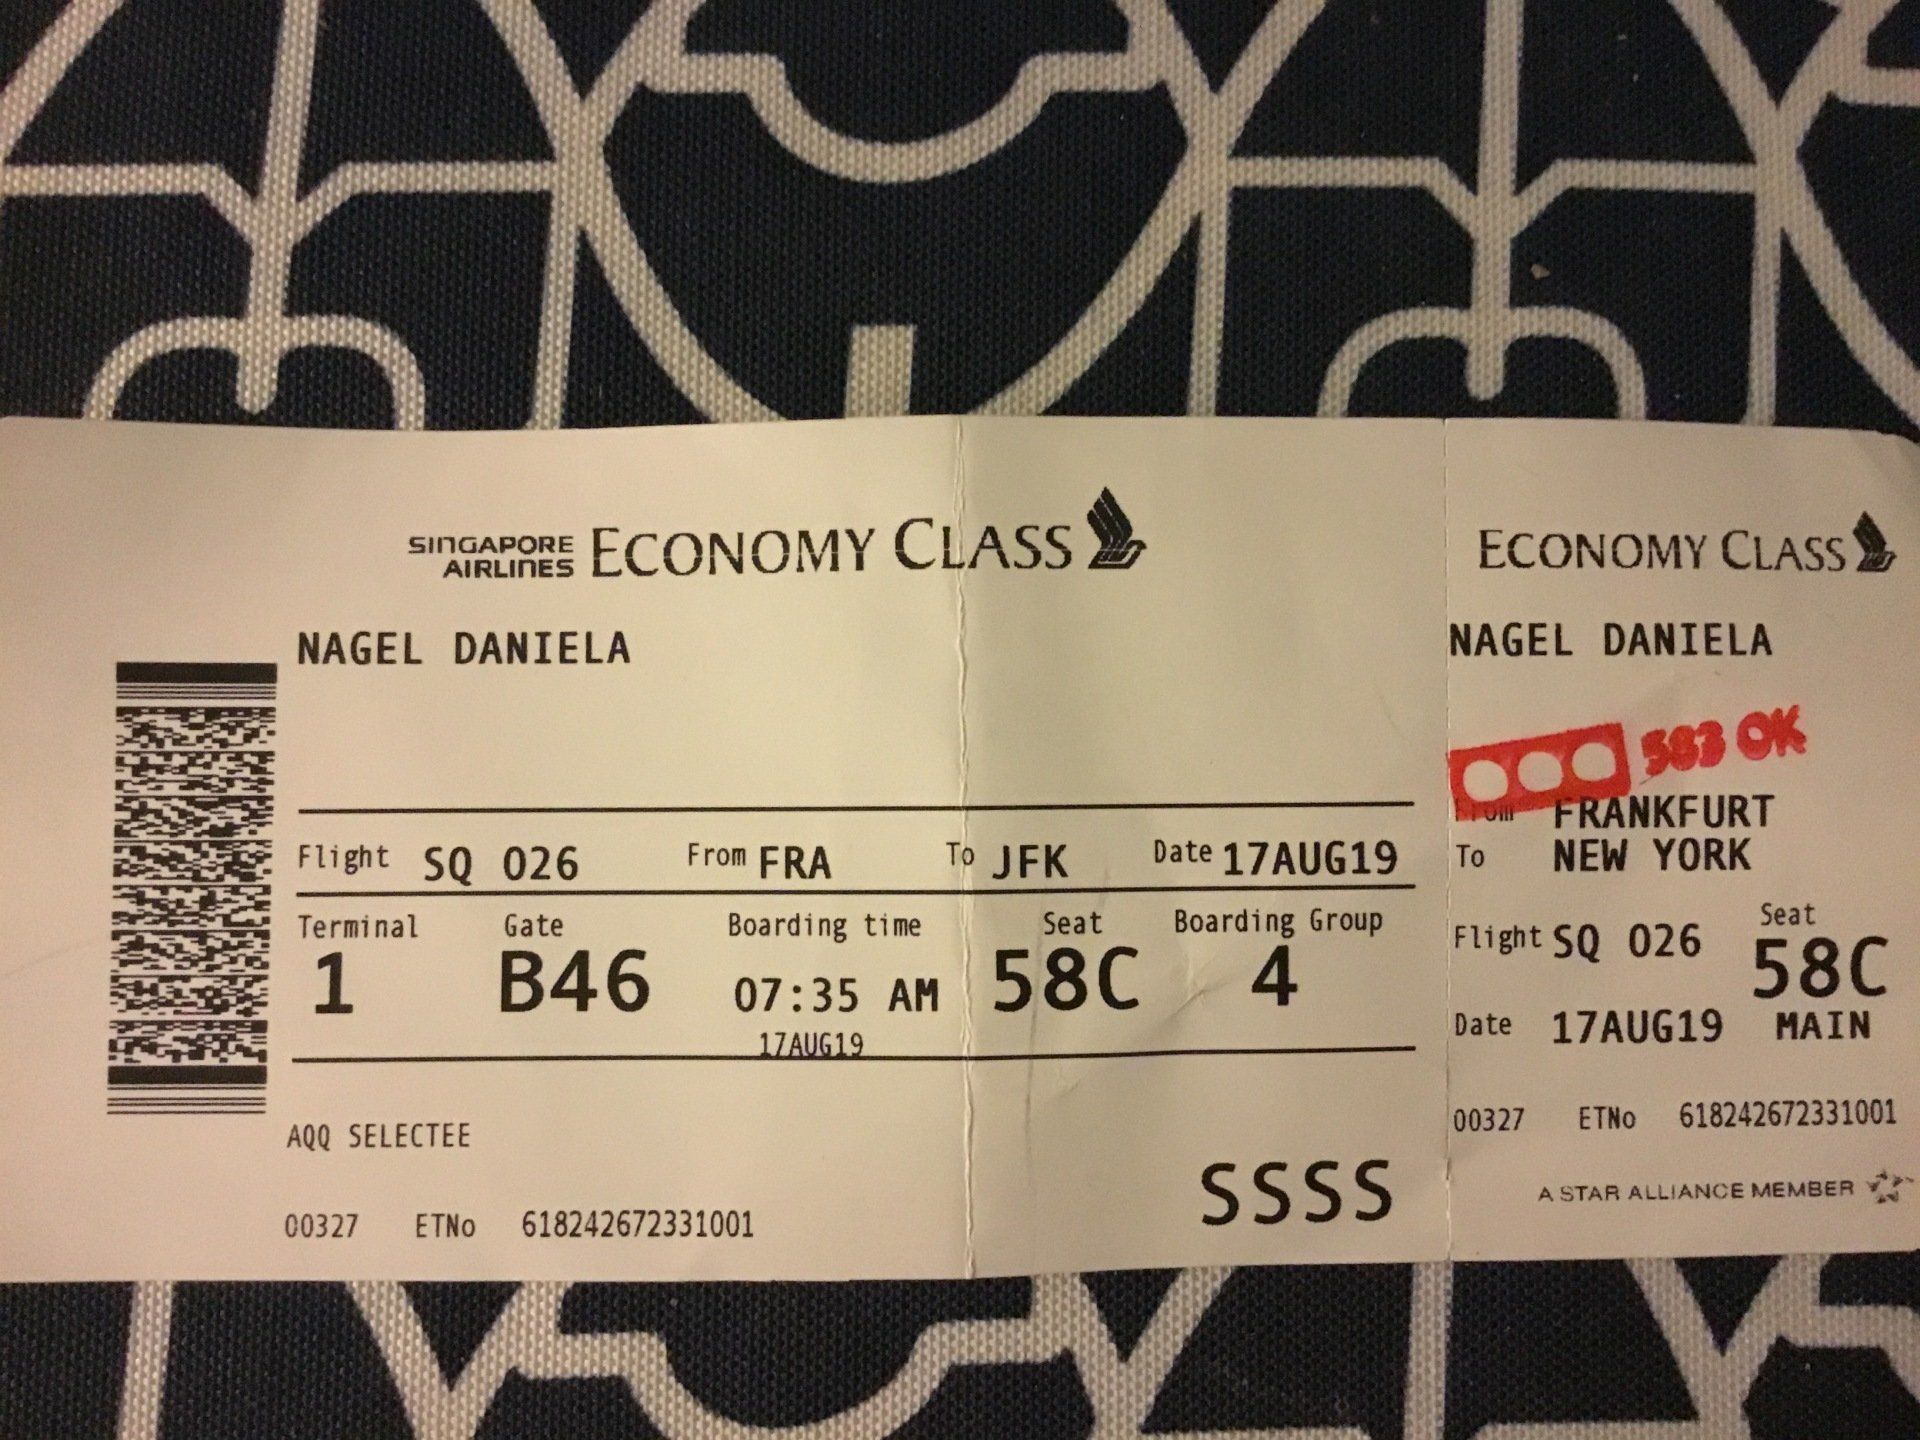 SINGAPORE AIRLINES ECONOMY CLASS
NAGEL DANIELA
Flight SQ 026 From FRA To JFK Date 17AUG19
Terminal Gate Boarding time Seat Boarding Group
1 B46 07:35 AM 58C 4
17AUG19
AQQ SELECTEE
SSSS
00327 ETNo 618242672331001
ECONOMY CLASS
NAGEL DANIELA
583 OK
From FRANKFURT
To NEW YORK
Seat
Flight SQ 026 58C
Date 17AUG19 MAIN
00327 ETNo 618242672331001
A STAR ALLIANCE MEMBER